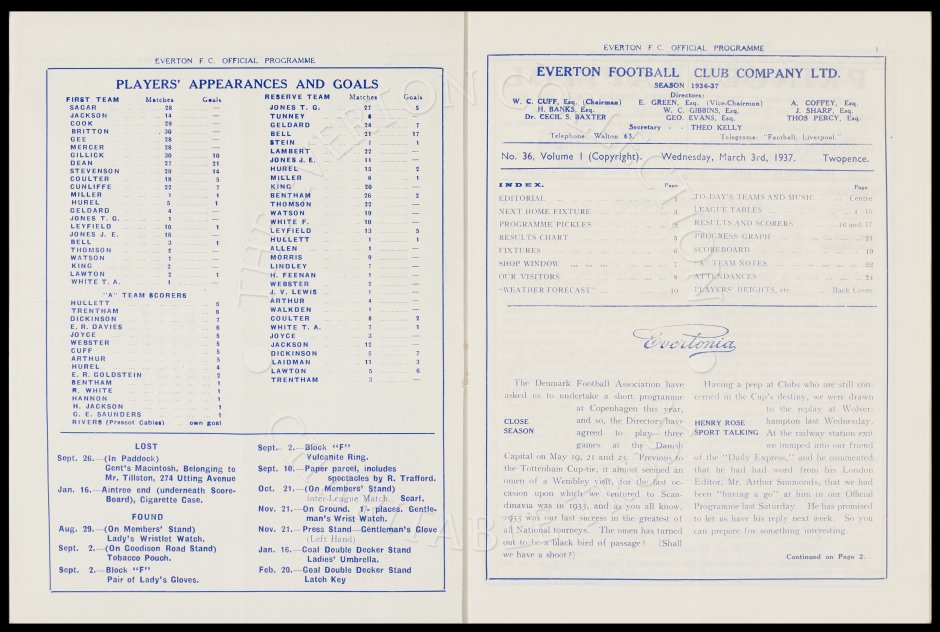 EVERTON F.C. OFFICIAL PROGRAMME
PLAYERS' APPEARANCES AND GOALS
FIRST TEAM Matches Goals
SAGAR 28 —
JACKSON 14 —
COOK 29 —
BRITTON 30 —
GEE 28 —
MERCER 28 —
GILLICK 30 10
DEAN 27 21
STEVENSON 29 14
COULTER 18 5
CUNLIFFE 22 7
MILLER 1 1
HUREL 5 1
GELDARD 4 —
JONES T. G. 1 —
LEYFIELD 10 1
JONES J. E. 16 —
BELL 3 1
THOMSON 2 —
WATSON 1 —
KING 2 —
LAWTON 2 1
WHITE T. A. 1 —
"A" TEAM SCORERS
HULLETT
TRENTHAM 8
DICKINSON 7
E. R. DAVIES 6
JOYCE 5
WEBSTER 5
CUFF 5
ARTHUR 5
HUREL 4
E. R. GOLDSTEIN 2
BENTHAM 1
R. WHITE 1
HANNON 1
H. JACKSON 1
G. E. SAUNDERS 1
RIVERS (Prescot Cables) own goal
RESERVE TEAM Matches Goals
JONES T. G. 27 5
TUNNEY 6 —
GELDARD 24 7
BELL 21 17
STEIN 7 1
LAMBERT 22 —
JONES J. E. 11 —
HUREL 15 2
MILLER 6 1
KING 20 —
BENTHAM 26 2
THOMSON 22 —
WATSON 19 —
WHITE F. 10 —
LEYFIELD 13 5
HULLETT 1 1
ALLEN 1 —
MORRIS 9 —
LINDLEY 7 —
H. FEENAN 1 —
WEBSTER 2 —
J. V. LEWIS 1 —
ARTHUR 4 —
WALKDEN 1 —
COULTER 8 2
WHITE T. A. 7 1
JOYCE 3 —
JACKSON 12 —
DICKINSON 5 7
LAIDMAN 11 3
LAWTON 5 6
TRENTHAM 3 —
LOST
Sept. 26.—(In Paddock)
Gent's Macintosh. Belonging to
Mr. Tillston, 274 Utting Avenue
Jan. 16.—Aintree end (underneath Score-
Board), Cigarette Case.
FOUND
Aug. 29.—(On Members' Stand)
Lady's Wristlet Watch.
Sept. 2.—(On Goodison Road Stand)
Tobacco Pouch.
Sept. 2.—Block "F"
Pair of Lady's Gloves.
Sept. 2.—Block "F"
Vulcanite Ring.
Sept. 10.—Paper parcel, includes
spectacles by R. Trafford.
Oct. 21.—(On Members' Stand)
Inter-League Match. Scarf.
Nov. 21.—On Ground. 1/- places. Gentle-
man's Wrist Watch.
Nov. 21.—Press Stand—Gentleman's Glove
(Left Hand)
Jan. 16.—Goal Double Decker Stand
Ladies' Umbrella.
Feb. 20.—Goal Double Decker Stand
Latch Key
EVERTON F.C. OFFICIAL PROGRAMME 1
EVERTON FOOTBALL CLUB COMPANY LTD.
SEASON 1936-37
Directors:
W. C. CUFF, Esq. (Chairman) E. GREEN, Esq. (Vice-Chairman) A. COFFEY, Esq.
H. BANKS, Esq. W. C. GIBBINS, Esq. J. SHARP, Esq.
Dr. CECIL S. BAXTER GEO. EVANS, Esq. THOS PERCY, Esq.
Secretary - - THEO KELLY
Telephone: Walton 63. Telegrams: "Football, Liverpool."
No. 36, Volume 1 (Copyright). Wednesday, March 3rd, 1937. Twopence.
INDEX. Page
EDITORIAL 1
NEXT HOME FIXTURE 3
PROGRAMME PICKLES
RESULTS CHART 5
FIXTURES 6
SHOP WINDOW 7
OUR VISITORS 8
"WEATHER FORECAST" 10
Page
TO-DAY'S TEAMS AND MUSIC Centre
LEAGUE TABLES
RESULTS AND SCORERS 16 and 17
PROGRESS GRAPH 21
SCOREBOARD 19
"A" TEAM NOTES 22
ATTENDANCES 24
PLAYERS' HEIGHTS, etc. Back Cover
Evertonia
The Denmark Football Association have
asked us to undertake a short programme
at Copenhagen this year,
CLOSE SEASON
and so, the Directors have
agreed to play three
games at the Danish
Capital on May 19, 21 and 23. Previous to
the Tottenham Cup-tie, it almost seemed an
omen of a Wembley visit, for the last oc-
casion upon which we ventured to Scan-
dinavia was in 1933, and as you all know,
1933 was our last success in the greatest of
all National tourneys. The omen has turned
out to be a black bird of passage! (Shall
we have a shoot?)
Having a peep at Clubs who are still con-
cerned in the Cup's destiny, we were drawn
to the replay at Wolver-
HENRY ROSE SPORT TALKING
hampton last Wednesday.
At the railway station exit
we bumped into our friend
of the "Daily Express," and he commented
that he had had word from his London
Editor, Mr. Arthur Simmonds, that we had
been "having a go" at him in our Official
Programme last Saturday. He has promised
to let us have his reply next week. So you
can prepare for something interesting.
Continued on Page 2.
THE EVERTON COLLECTION